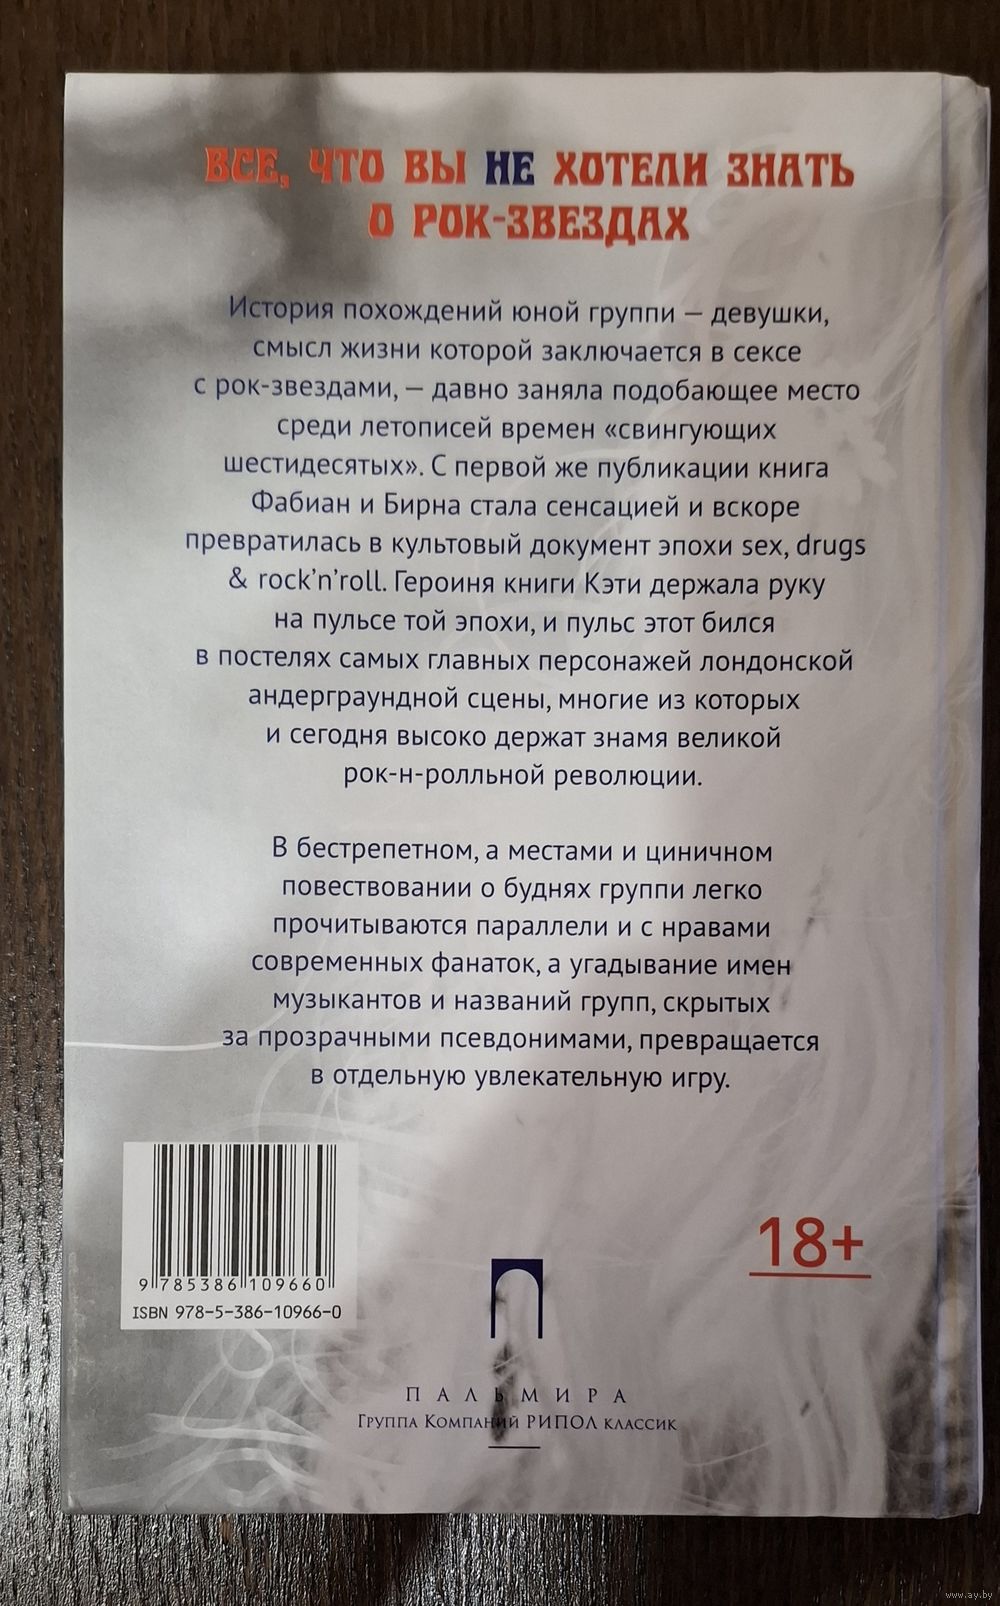 ВСЕ, ЧТО ВЫ НЕ ХОТЕЛИ ЗНАТЬ
О РОК-ЗВЕЗДАХ
История похождений юной группи — девушки,
смысл жизни которой заключается в сексе
с рок-звездами, — давно заняла подобающее место
среди летописей времен «свингующих
шестидесятых». С первой же публикации книга
Фабиан и Бирна стала сенсацией и вскоре
превратилась в культовый документ эпохи sex, drugs
& rock’n’roll. Героиня книги Кэти держала руку
на пульсе той эпохи, и пульс этот бился
в постелях самых главных персонажей лондонской
андерграундной сцены, многие из которых
и сегодня высоко держат знамя великой
рок-н-ролльной революции.
В бестрепетном, а местами и циничном
повествовании о буднях группи легко
прочитываются параллели и с нравами
современных фанаток, а угадывание имен
музыкантов и названий групп, скрытых
за прозрачными псевдонимами, превращается
в отдельную увлекательную игру.
9 785386 109660
ISBN 978-5-386-10966-0
18+
ПАЛЬМИРА
Группа Компаний РИПОЛ классик
www.ay.by